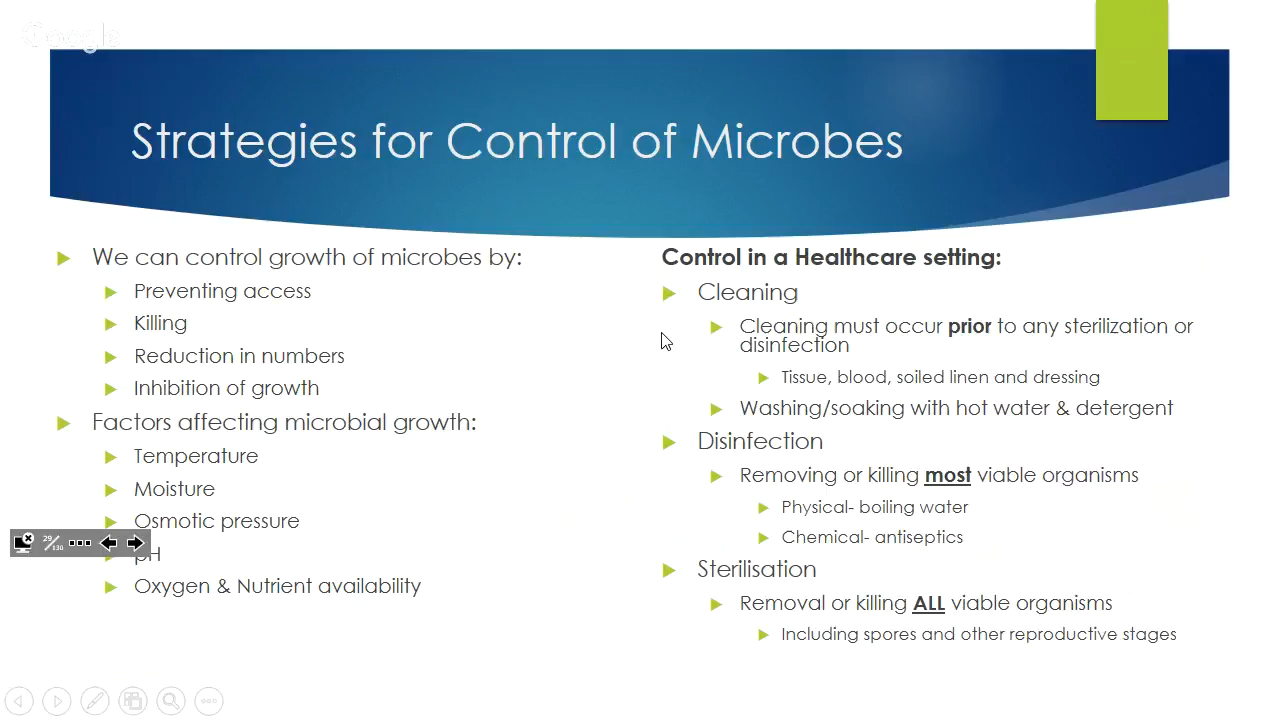 Google
Strategies for Control of Microbes
We can control growth of microbes by:
Preventing access
Killing
Reduction in numbers
Inhibition of growth
Factors affecting microbial growth:
Temperature
Moisture
Osmotic pressure
29/130
pH
Oxygen & Nutrient availability
Control in a Healthcare setting:
Cleaning
Cleaning must occur prior to any sterilization or
disinfection
Tissue, blood, soiled linen and dressing
Washing/soaking with hot water & detergent
Disinfection
Removing or killing most viable organisms
Physical- boiling water
Chemical- antiseptics
Sterilisation
Removal or killing ALL viable organisms
Including spores and other reproductive stages